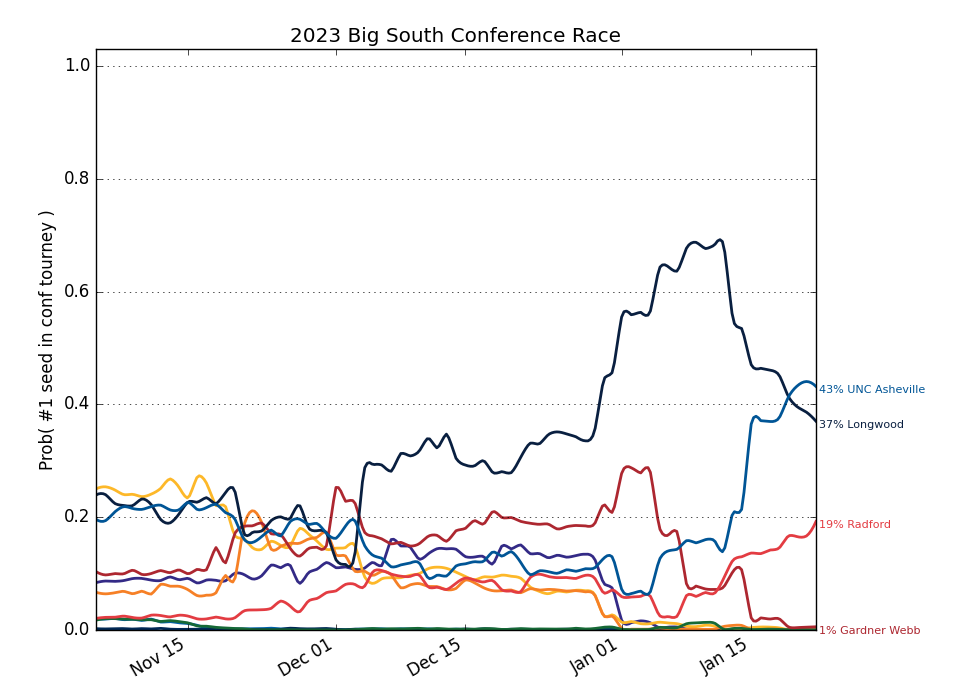 2023 Big South Conference Race
Prob( #1 seed in conf tourney )
1.0
0.8
0.6
0.4
0.2
0.0
Nov 15
Dec 01
Dec 15
Jan 01
Jan 15
43% UNC Asheville
37% Longwood
19% Radford
1% Gardner Webb